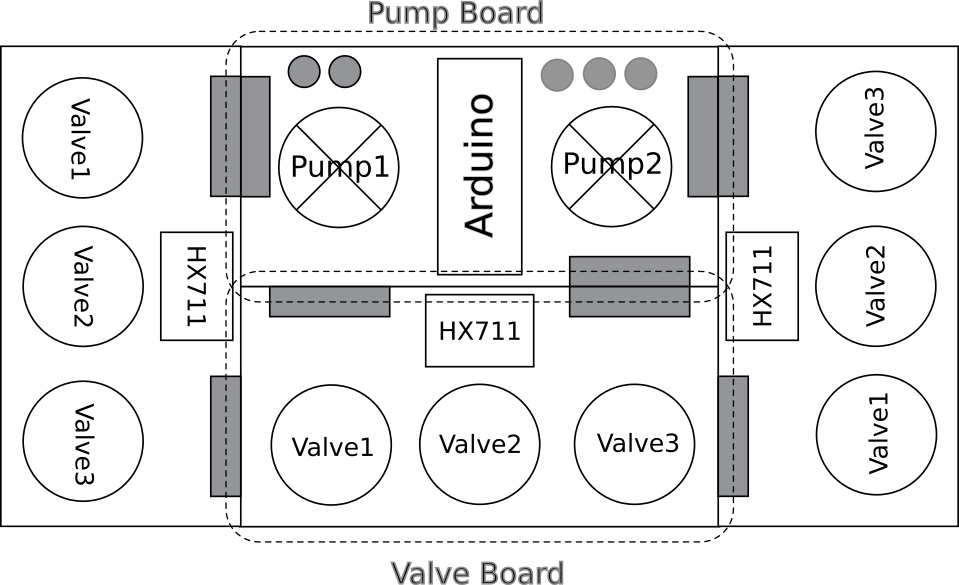 Pump Board
Valve1
Pump1
Arduino
Pump2
Valve3
Valve2
HX711
HX711
HX711
Valve2
Valve3
Valve1
Valve2
Valve3
Valve1
Valve Board